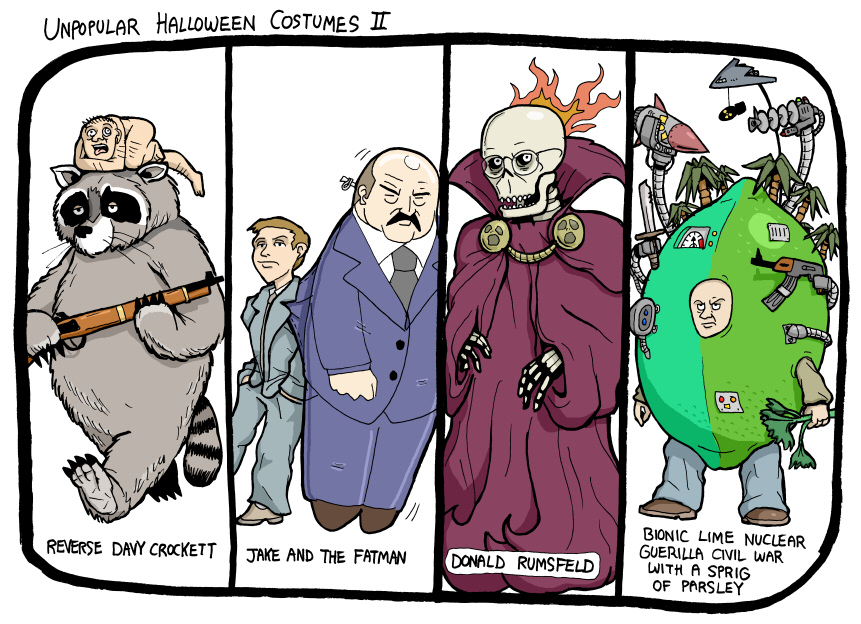 UNPOPULAR HALLOWEEN COSTUMES II
REVERSE DAVY CROCKETT
JAKE AND THE FATMAN
DONALD RUMSFELD
BIONIC LIME NUCLEAR
GUERILLA CIVIL WAR
WITH A SPRIG
OF PARSLEY